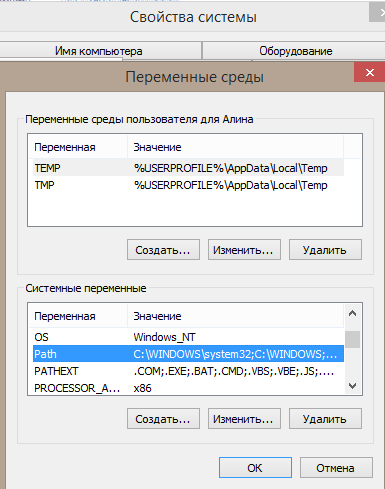 Свойства системы
Имя компьютера Оборудование
Переменные среды
Переменные среды пользователя для Алина
Переменная Значение
TEMP %USERPROFILE%\AppData\Local\Temp
TMP %USERPROFILE%\AppData\Local\Temp
Создать... Изменить... Удалить
Системные переменные
Переменная Значение
OS Windows_NT
Path C:\WINDOWS\system32;C:\WINDOWS;...
PATHEXT .COM;.EXE;.BAT;.CMD;.VBS;.VBE;.JS;....
PROCESSOR_A... x86
Создать... Изменить... Удалить
OK Отмена